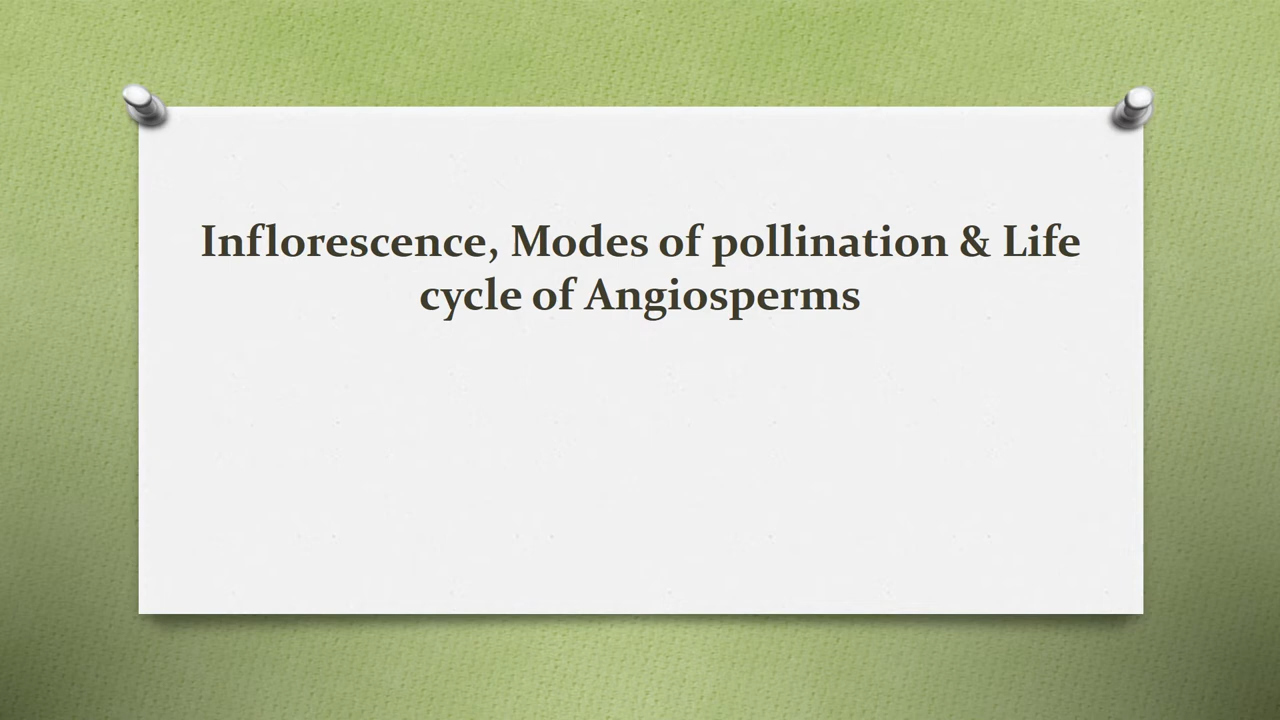 Inflorescence, Modes of pollination & Life
cycle of Angiosperms